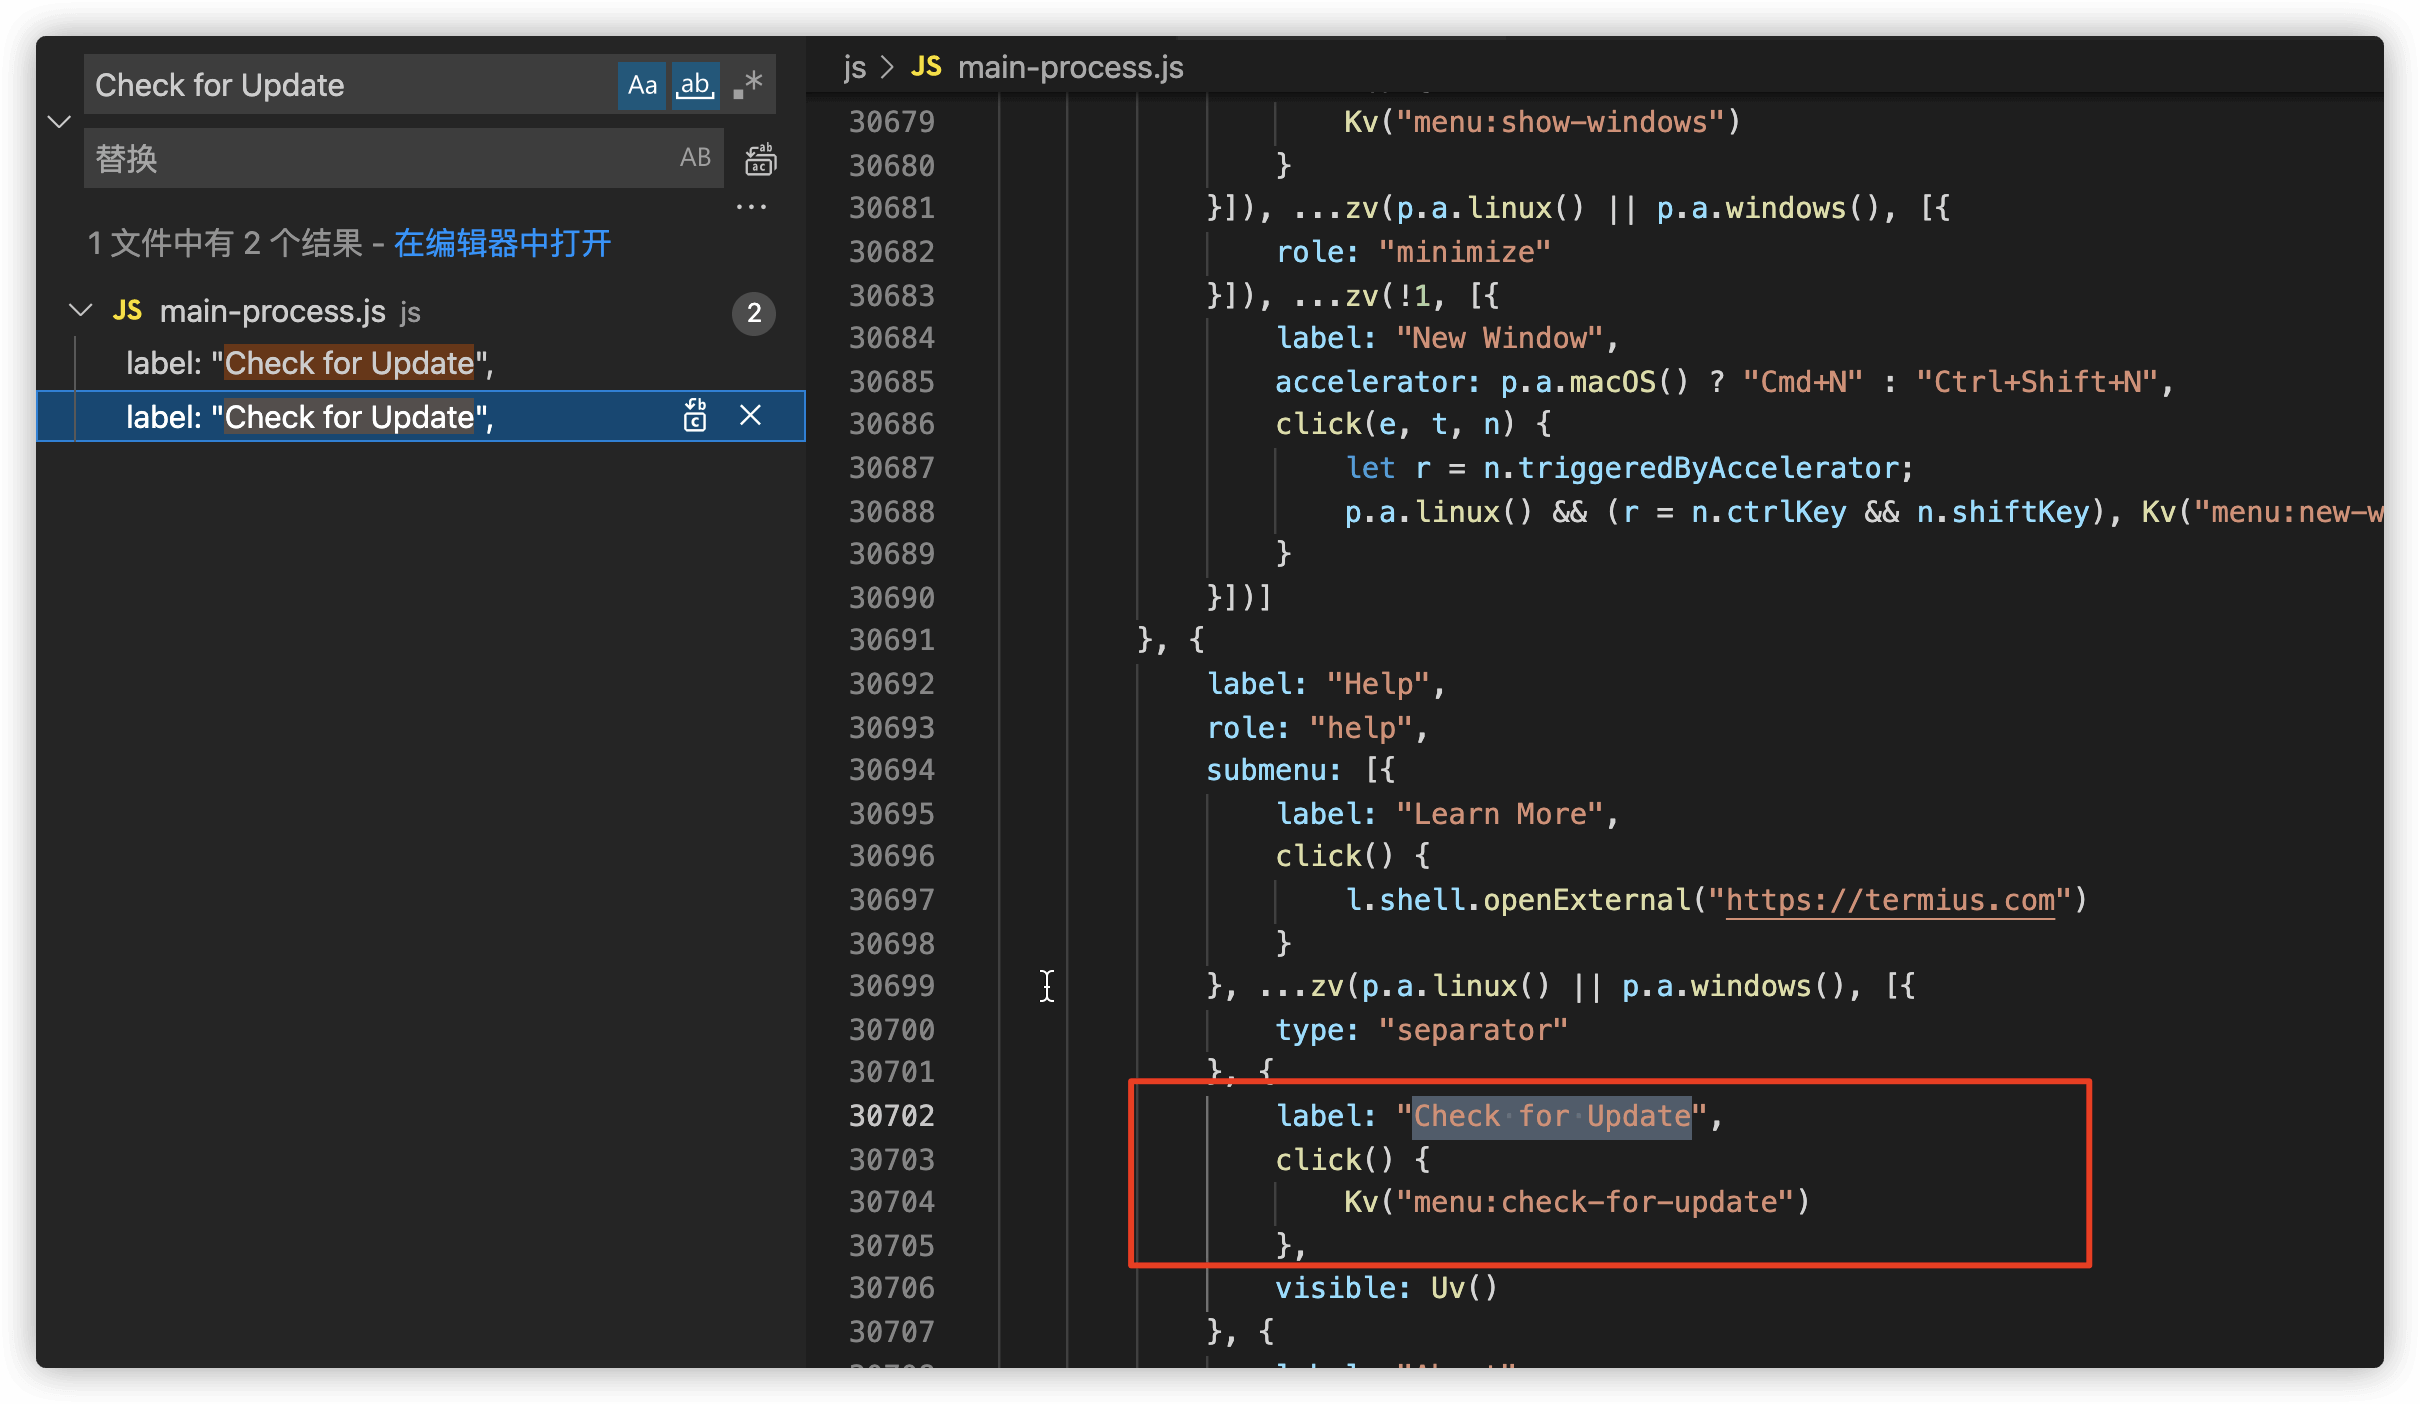 Check for Update
Aa
ab
.*
替换
AB
1 文件中有 2 个结果 - 在编辑器中打开
JS main-process.js js
2
label: "Check for Update",
label: "Check for Update",
js > JS main-process.js
30679 Kv("menu:show-windows")
30680 }
30681 }]), ...zv(p.a.linux() || p.a.windows(), [{
30682 role: "minimize"
30683 }]), ...zv(!1, [{
30684 label: "New Window",
30685 accelerator: p.a.macOS() ? "Cmd+N" : "Ctrl+Shift+N",
30686 click(e, t, n) {
30687 let r = n.triggeredByAccelerator;
30688 p.a.linux() && (r = n.ctrlKey && n.shiftKey), Kv("menu:new-w
30689 }
30690 }])]
30691 }, {
30692 label: "Help",
30693 role: "help",
30694 submenu: [{
30695 label: "Learn More",
30696 click() {
30697 l.shell.openExternal("https://termius.com")
30698 }
30699 }, ...zv(p.a.linux() || p.a.windows(), [{
30700 type: "separator"
30701 }, {
30702 label: "Check for Update",
30703 click() {
30704 Kv("menu:check-for-update")
30705 },
30706 visible: Uv()
30707 }, {